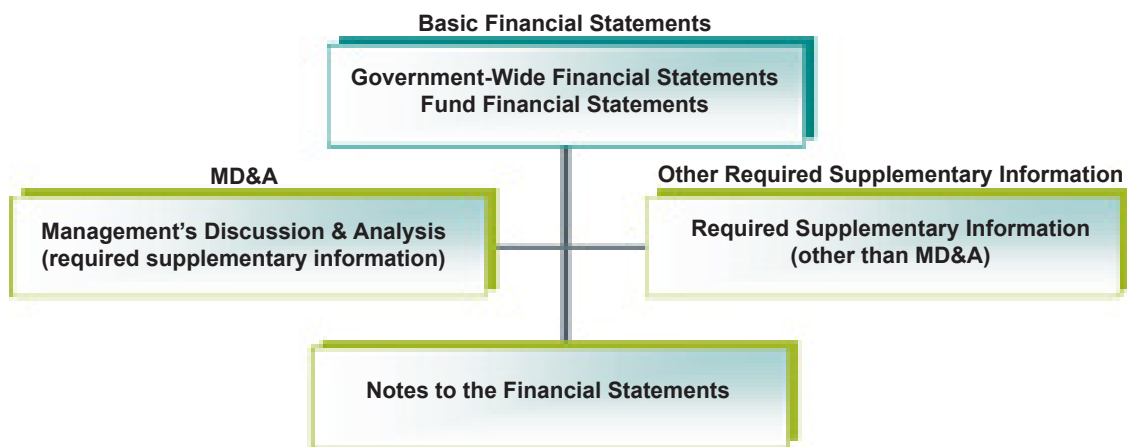 Basic Financial Statements
Government-Wide Financial Statements
Fund Financial Statements
MD&A
Management’s Discussion & Analysis
(required supplementary information)
Other Required Supplementary Information
Required Supplementary Information
(other than MD&A)
Notes to the Financial Statements